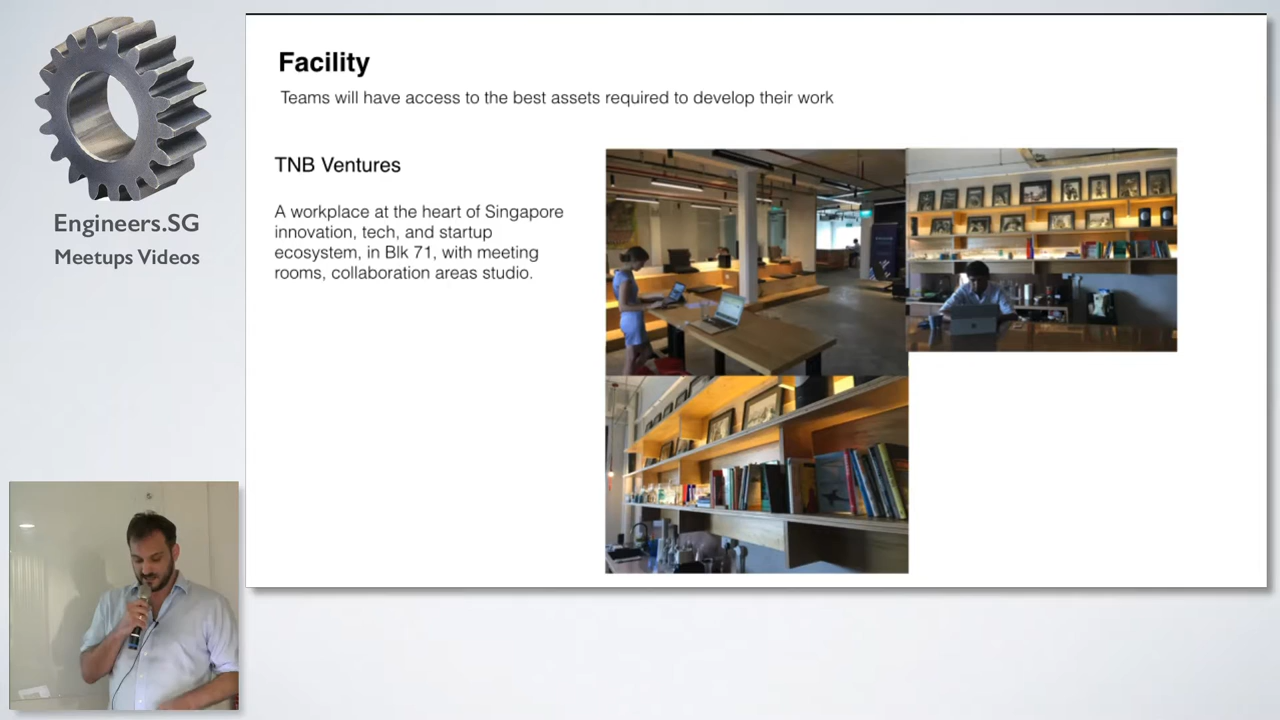 Engineers.SG
Meetups Videos
Facility
Teams will have access to the best assets required to develop their work
TNB Ventures
A workplace at the heart of Singapore
innovation, tech, and startup
ecosystem, in Blk 71, with meeting
rooms, collaboration areas studio.